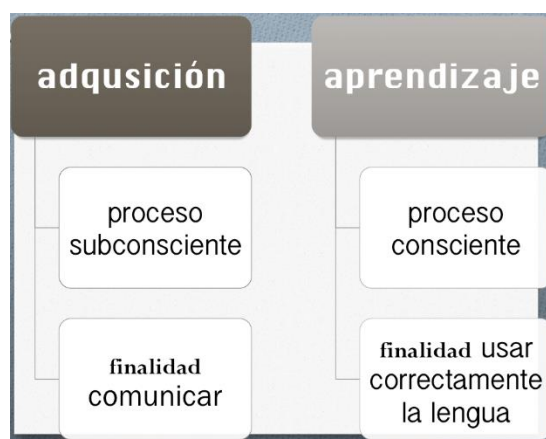 adqusición
proceso
subconsciente
finalidad
comunicar
aprendizaje
proceso
consciente
finalidad usar
correctamente
la lengua